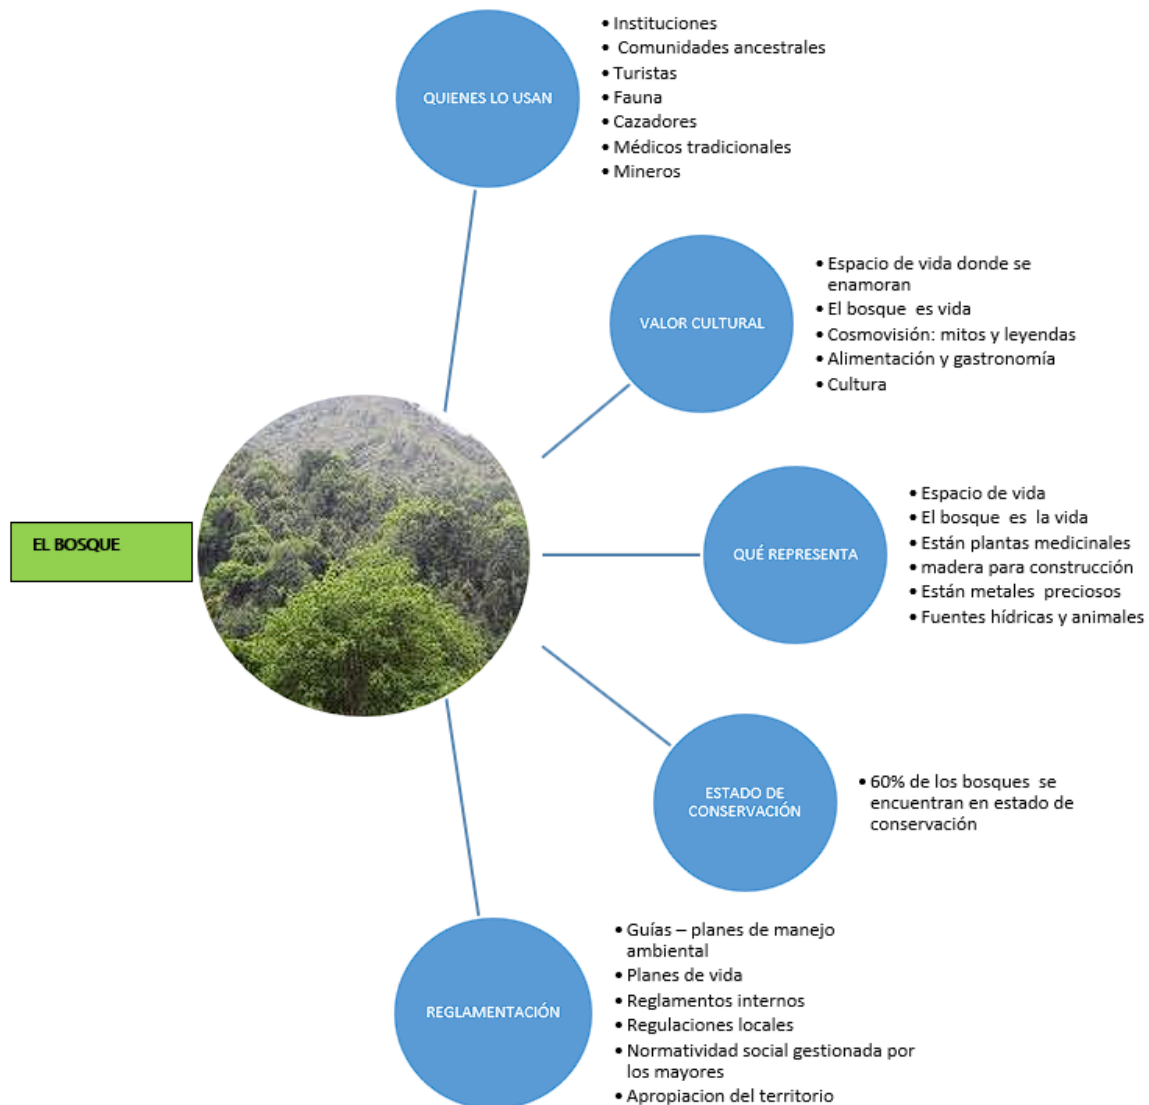 EL BOSQUE
QUIENES LO USAN
• Instituciones
• Comunidades ancestrales
• Turistas
• Fauna
• Cazadores
• Médicos tradicionales
• Mineros
VALOR CULTURAL
• Espacio de vida donde se
enamoran
• El bosque es vida
• Cosmovisión: mitos y leyendas
• Alimentación y gastronomía
• Cultura
QUÉ REPRESENTA
• Espacio de vida
• El bosque es la vida
• Están plantas medicinales
• madera para construcción
• Están metales preciosos
• Fuentes hídricas y animales
ESTADO DE
CONSERVACIÓN
• 60% de los bosques se
encuentran en estado de
conservación
REGLAMENTACIÓN
• Guías – planes de manejo
ambiental
• Planes de vida
• Reglamentos internos
• Regulaciones locales
• Normatividad social gestionada por
los mayores
• Apropiacion del territorio